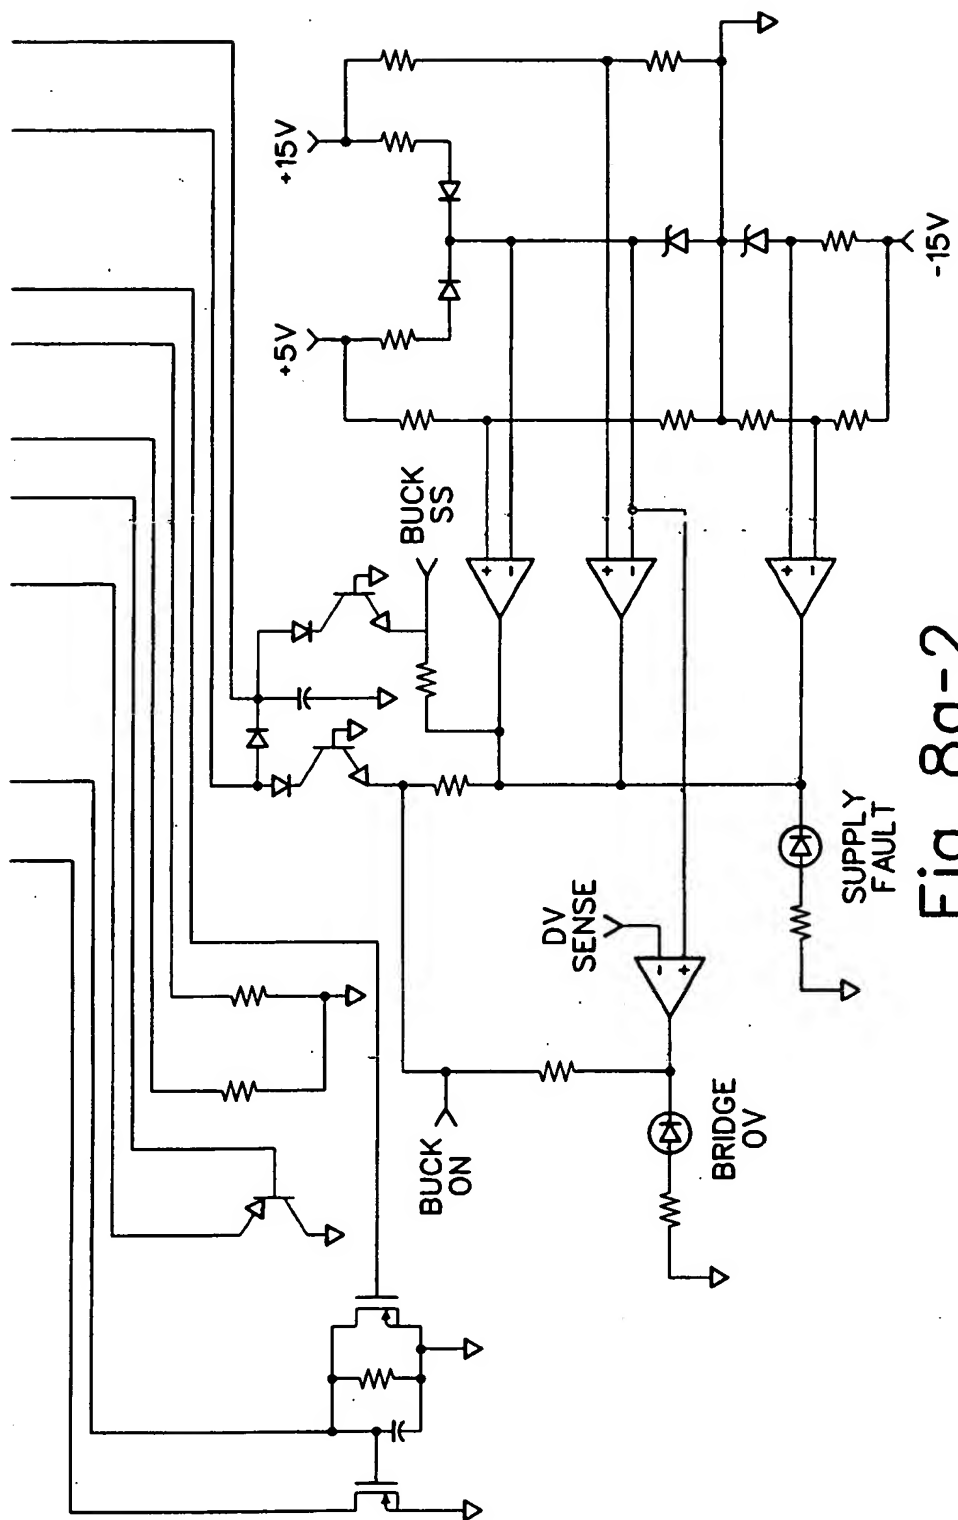 +15V
+5V
-15V
BUCK
SS
+
-
+
-
+
-
DV
SENSE
-
+
SUPPLY
FAULT
BUCK
ON
BRIDGE
OV
Fig. 8a-2